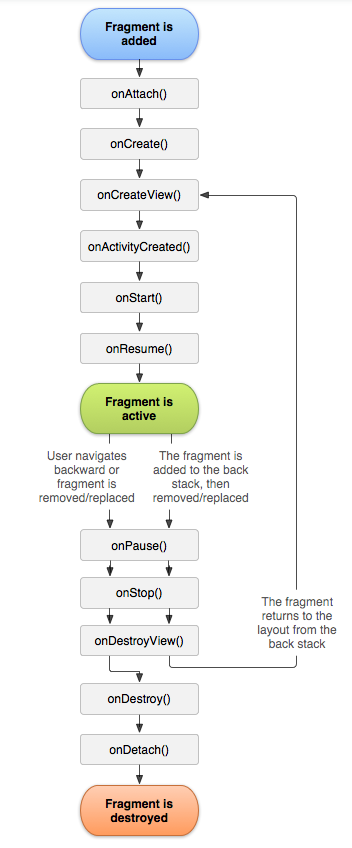 Fragment is
added
onAttach()
onCreate()
onCreateView()
onActivityCreated()
onStart()
onResume()
Fragment is
active
User navigates
backward or
fragment is
removed/replaced
The fragment is
added to the back
stack, then
removed/replaced
onPause()
onStop()
onDestroyView()
The fragment
returns to the
layout from the
back stack
onDestroy()
onDetach()
Fragment is
destroyed